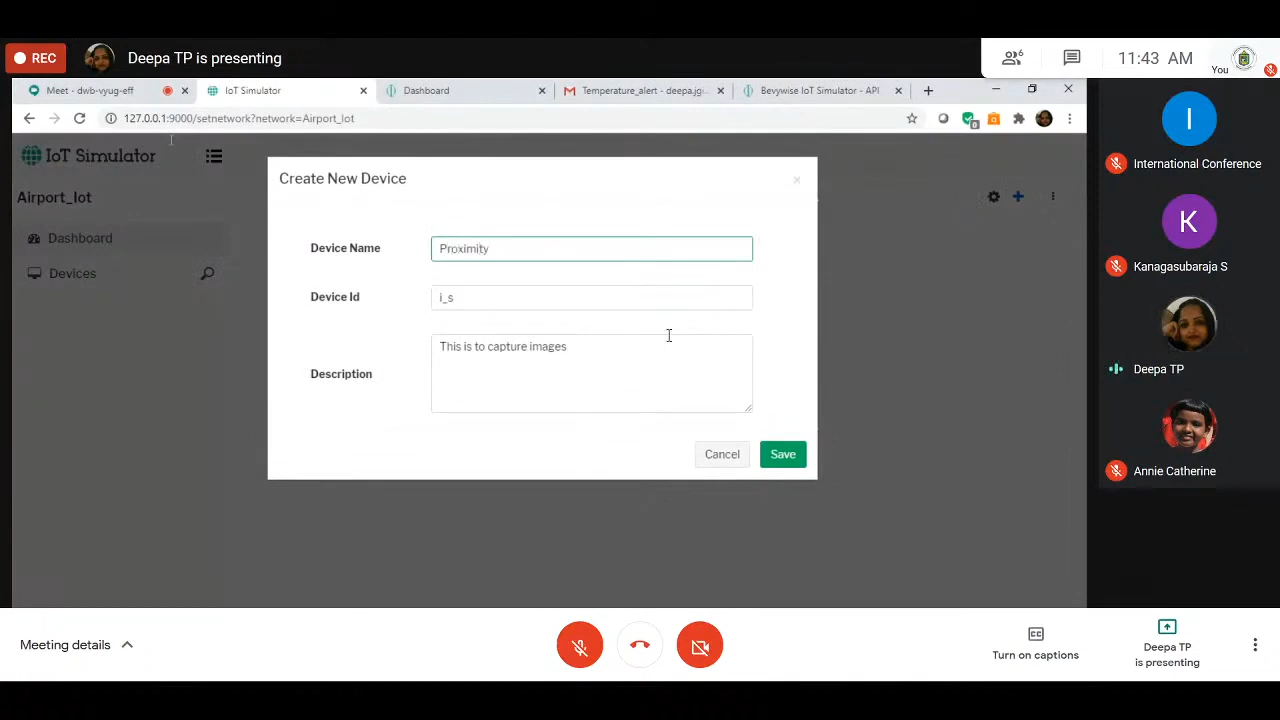 REC
Deepa TP is presenting
6
11:43 AM
You
Meet - dwb-vyug-eff
IoT Simulator
Dashboard
Temperature_alert - deepa.jg
Bevywise IoT Simulator - API
127.0.0.1:9000/setnetwork?network=Airport_Iot
IoT Simulator
Airport_Iot
Dashboard
Devices
Create New Device
×
Device Name
Proximity
Device Id
i_s
Description
This is to capture images
Cancel
Save
I
International Conference
K
Kanagasubaraja S
Deepa TP
Annie Catherine
Meeting details
CC
Turn on captions
Deepa TP
is presenting